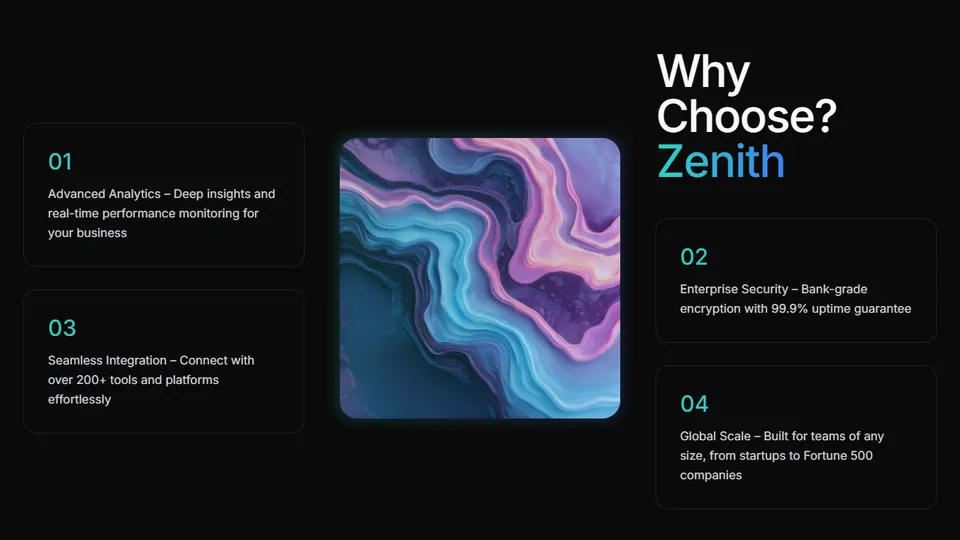 Why
Choose?
Zenith
01
Advanced Analytics – Deep insights and
real-time performance monitoring for
your business
02
Enterprise Security – Bank-grade
encryption with 99.9% uptime guarantee
03
Seamless Integration – Connect with
over 200+ tools and platforms
effortlessly
04
Global Scale – Built for teams of any
size, from startups to Fortune 500
companies